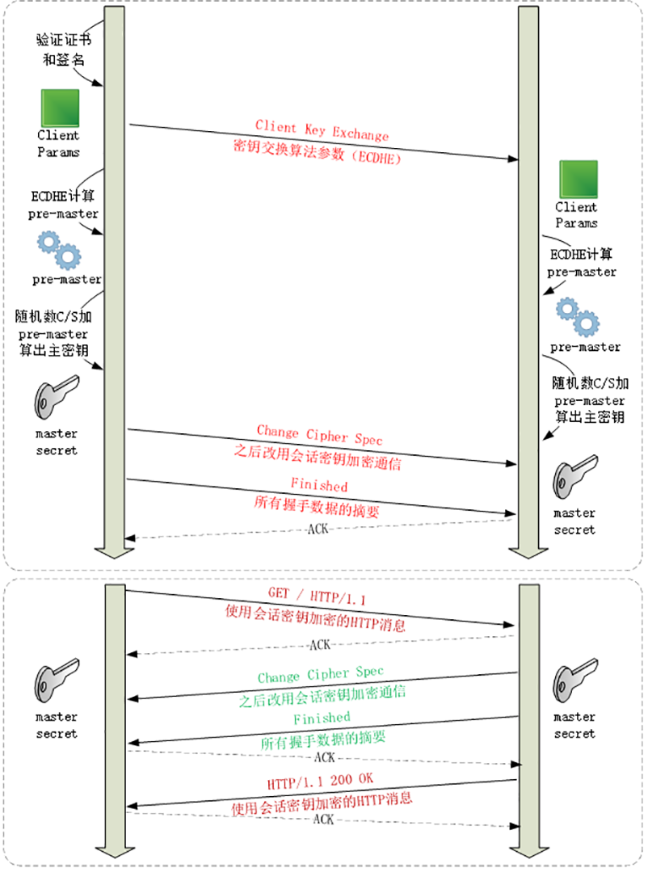 验证证书
和签名
Client
Params
Client Key Exchange
密钥交换算法参数（ECDHE）
Client
Params
ECDHE计算
pre-master
ECDHE计算
pre-master
pre-master
随机数C/S加
pre-master
算出主密钥
pre-master
随机数C/S加
pre-master
算出主密钥
master
secret
Change Cipher Spec
之后改用会话密钥加密通信
Finished
所有握手数据的摘要
master
secret
ACK
GET / HTTP/1.1
使用会话密钥加密的HTTP消息
ACK
Change Cipher Spec
之后改用会话密钥加密通信
master
secret
master
secret
Finished
所有握手数据的摘要
ACK
HTTP/1.1 200 OK
使用会话密钥加密的HTTP消息
ACK